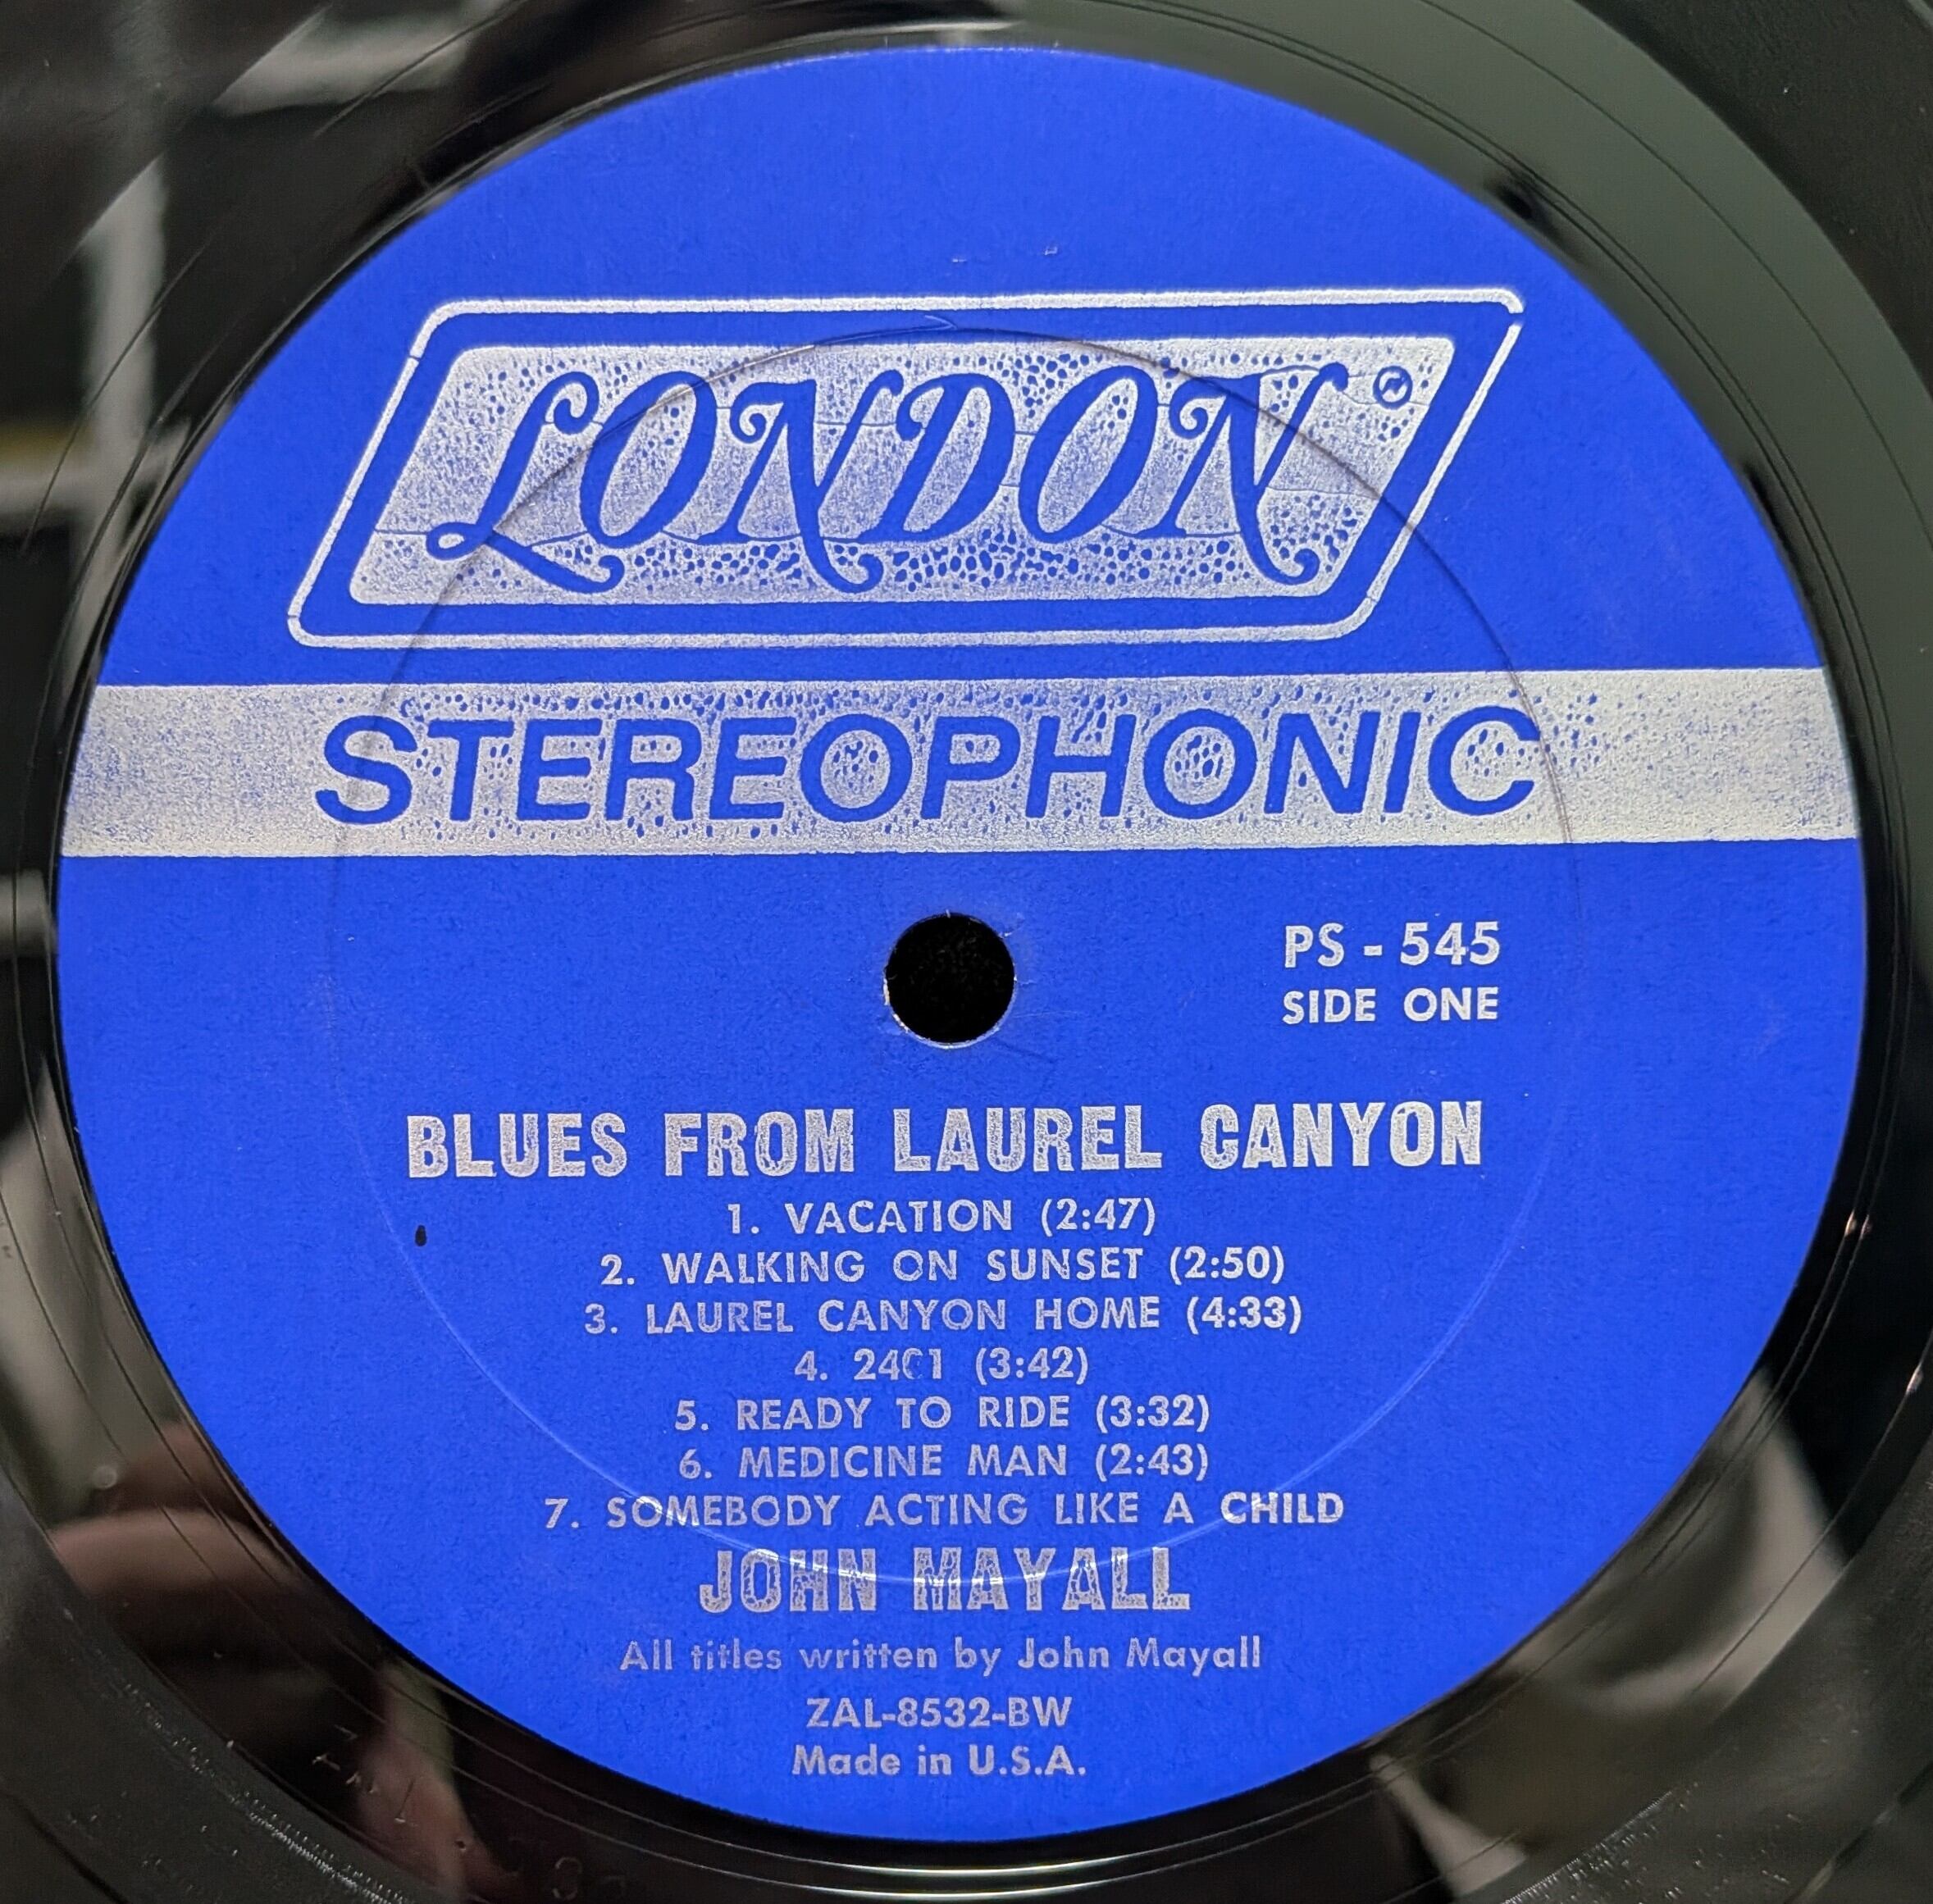 LONDON ®
STEREOPHONIC
PS - 545
SIDE ONE
BLUES FROM LAUREL CANYON
1. VACATION (2:47)
2. WALKING ON SUNSET (2:50)
3. LAUREL CANYON HOME (4:33)
4. 2401 (3:42)
5. READY TO RIDE (3:32)
6. MEDICINE MAN (2:43)
7. SOMEBODY ACTING LIKE A CHILD
JOHN MAYALL
All titles written by John Mayall
ZAL-8532-BW
Made in U.S.A.